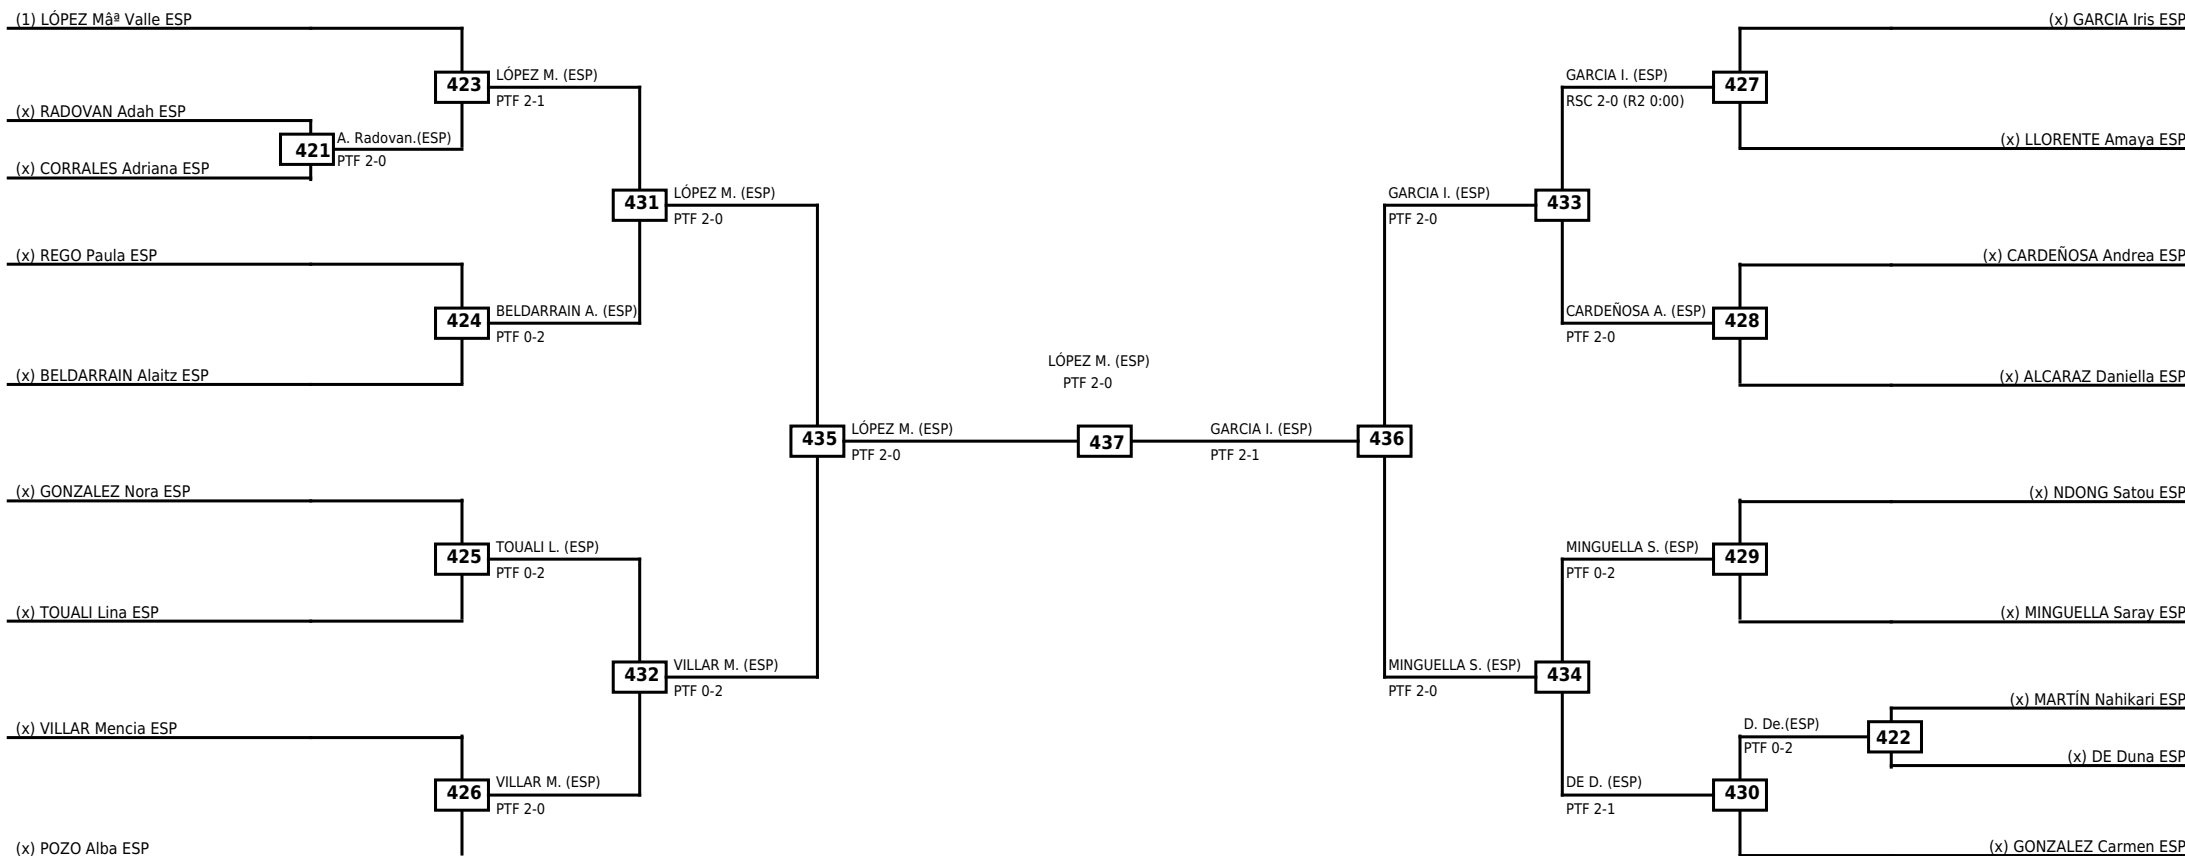 (1) LÓPEZ Mâª Valle ESP
(x) GARCIA Iris ESP
LÓPEZ M. (ESP)
GARCIA I. (ESP)
423
427
PTF 2-1
RSC 2-0 (R2 0:00)
(x) RADOVAN Adah ESP
A. Radovan.(ESP)
(x) LLORENTE Amaya ESP
421
PTF 2-0
(x) CORRALES Adriana ESP
LÓPEZ M. (ESP)
GARCIA I. (ESP)
431
433
PTF 2-0
PTF 2-0
(x) REGO Paula ESP
(x) CARDEÑOSA Andrea ESP
BELDARRAIN A. (ESP)
CARDEÑOSA A. (ESP)
424
428
PTF 0-2
PTF 2-0
LÓPEZ M. (ESP)
(x) BELDARRAIN Alaitz ESP
(x) ALCARAZ Daniella ESP
PTF 2-0
LÓPEZ M. (ESP)
GARCIA I. (ESP)
435
437
436
PTF 2-0
PTF 2-1
(x) GONZALEZ Nora ESP
(x) NDONG Satou ESP
TOUALI L. (ESP)
MINGUELLA S. (ESP)
425
429
PTF 0-2
PTF 0-2
(x) TOUALI Lina ESP
(x) MINGUELLA Saray ESP
VILLAR M. (ESP)
MINGUELLA S. (ESP)
432
434
PTF 0-2
PTF 2-0
(x) MARTÍN Nahikari ESP
(x) VILLAR Mencia ESP
D. De.(ESP)
422
PTF 0-2
(x) DE Duna ESP
VILLAR M. (ESP)
DE D. (ESP)
426
430
PTF 2-0
PTF 2-1
(x) POZO Alba ESP
(x) GONZALEZ Carmen ESP